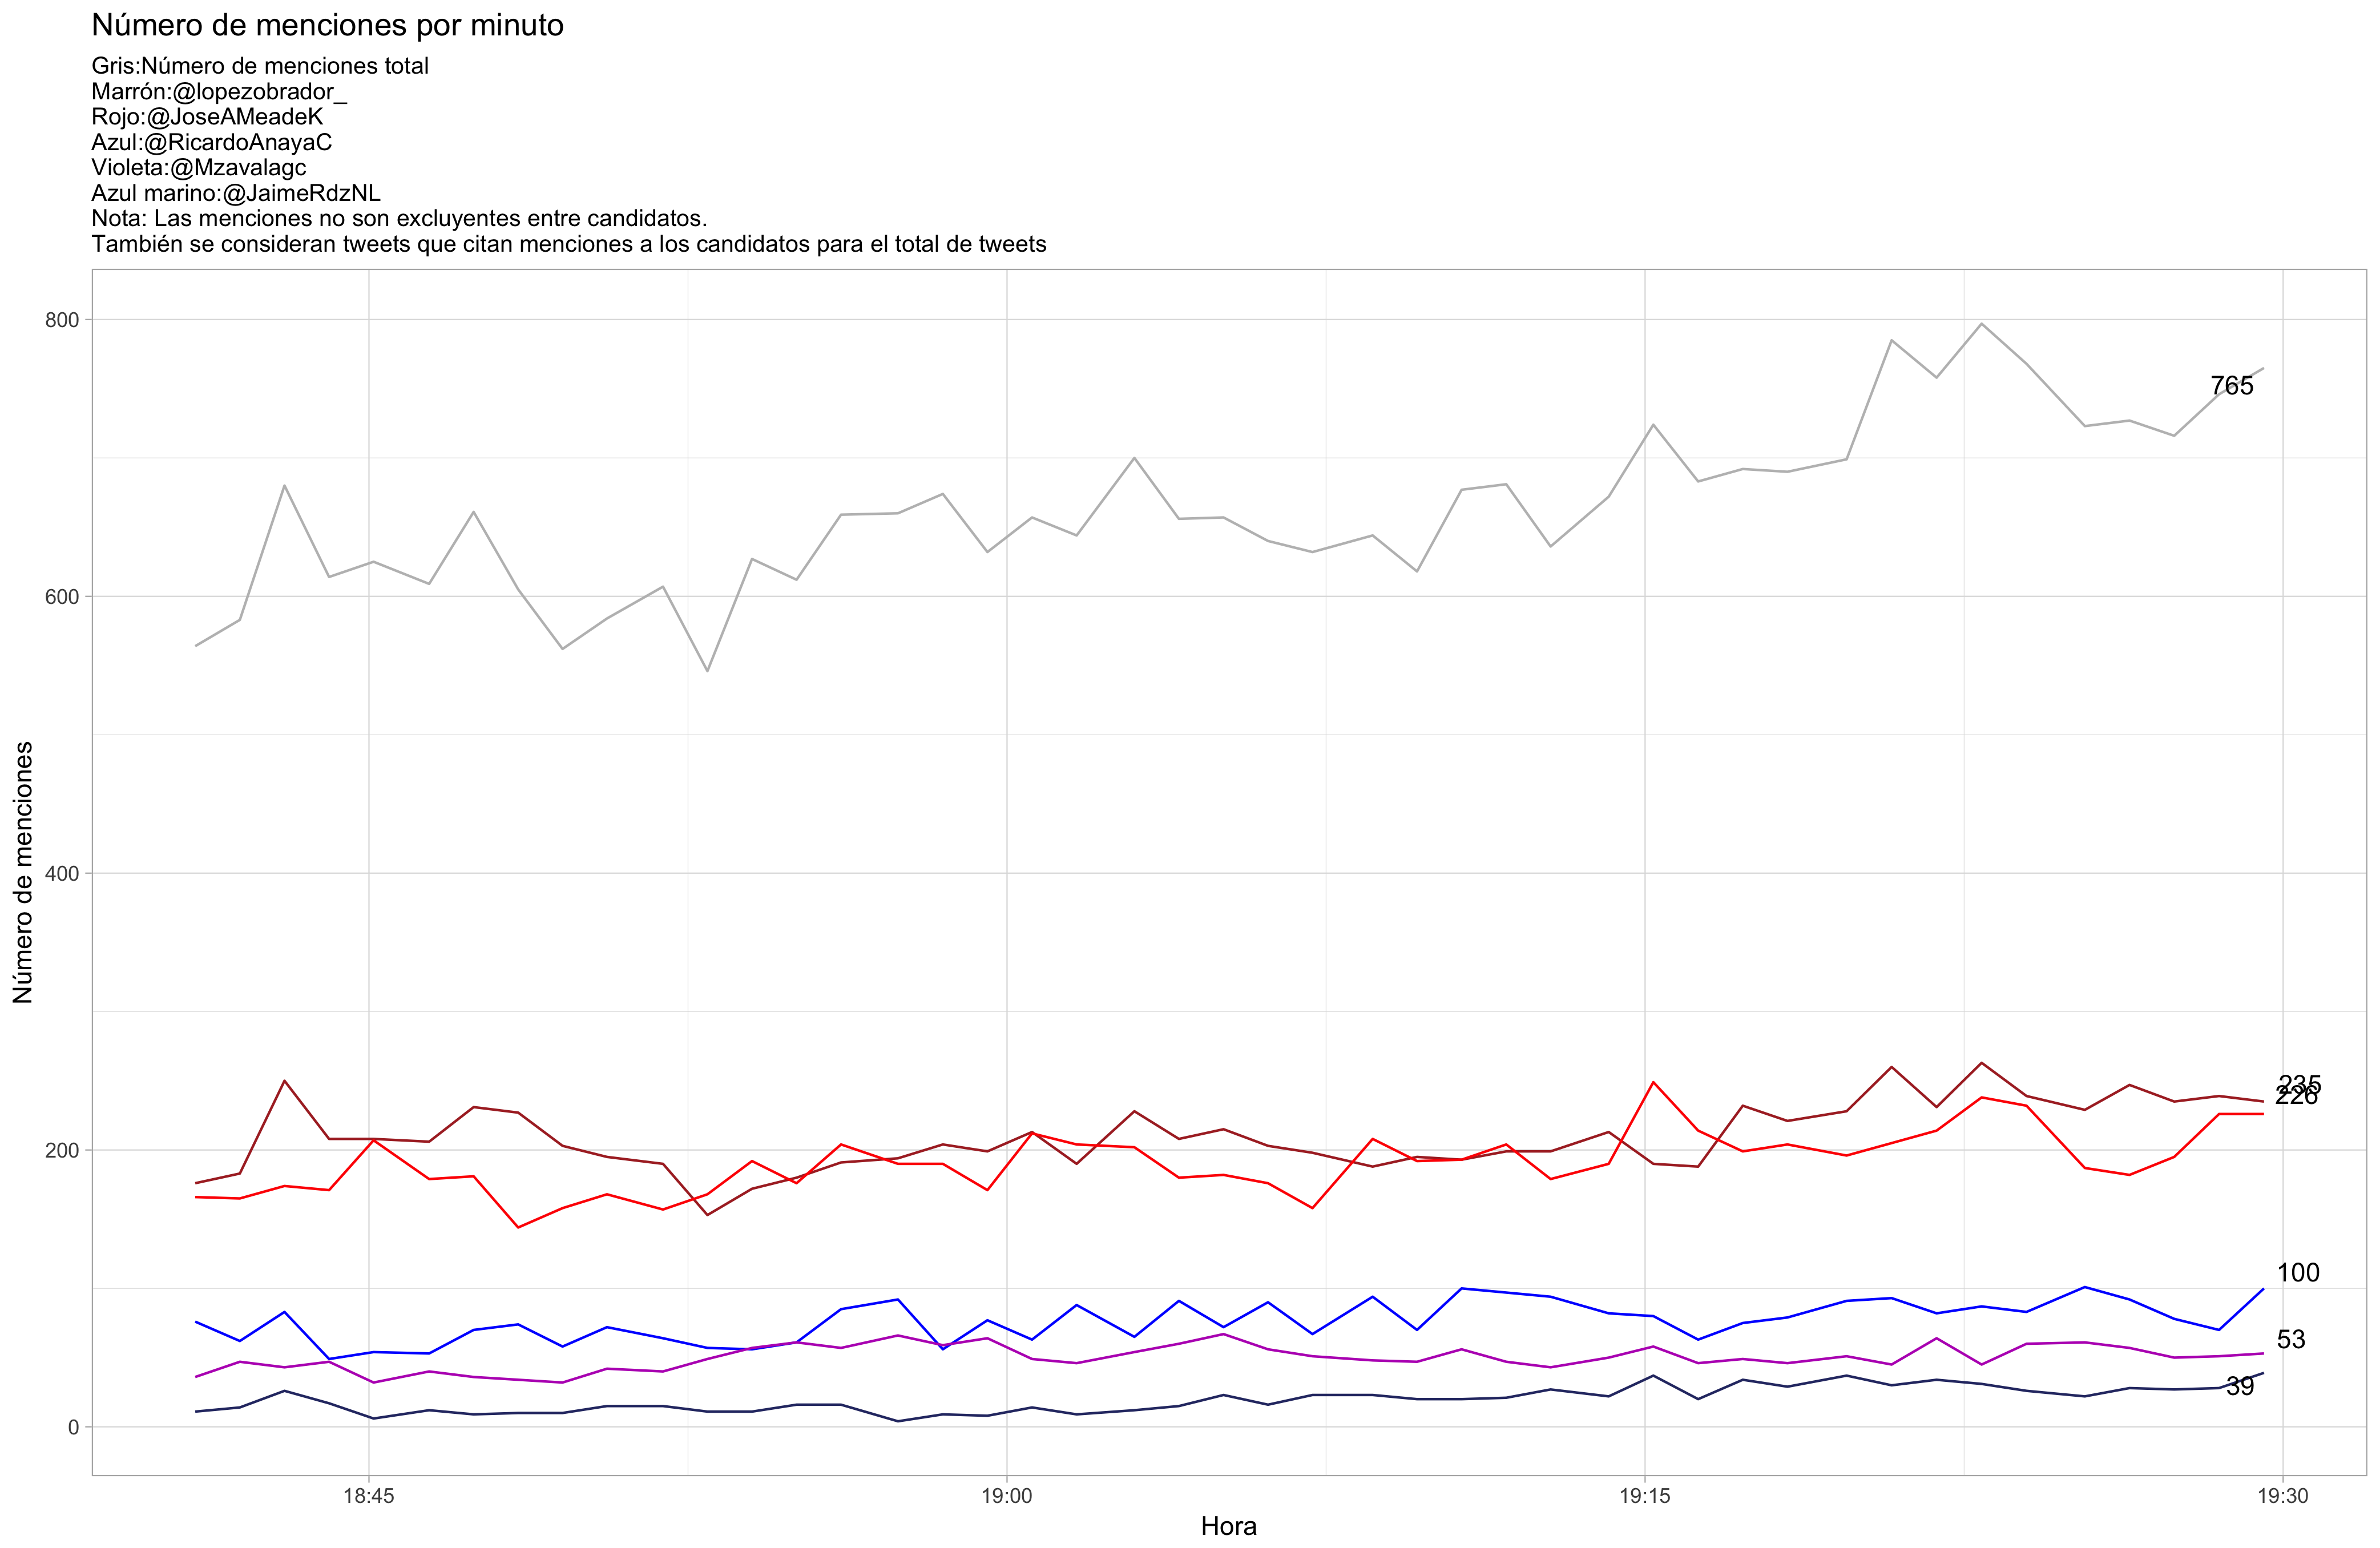 Número de menciones por minuto
Gris:Número de menciones total
Marrón:@lopezobrador_
Rojo:@JoseAMeadeK
Azul:@RicardoAnayaC
Violeta:@Mzavalagc
Azul marino:@JaimeRdzNL
Nota: Las menciones no son excluyentes entre candidatos.
También se consideran tweets que citan menciones a los candidatos para el total de tweets
800
765
600
Número de menciones
400
235
226
200
100
53
39
0
18:45
19:00
19:15
19:30
Hora